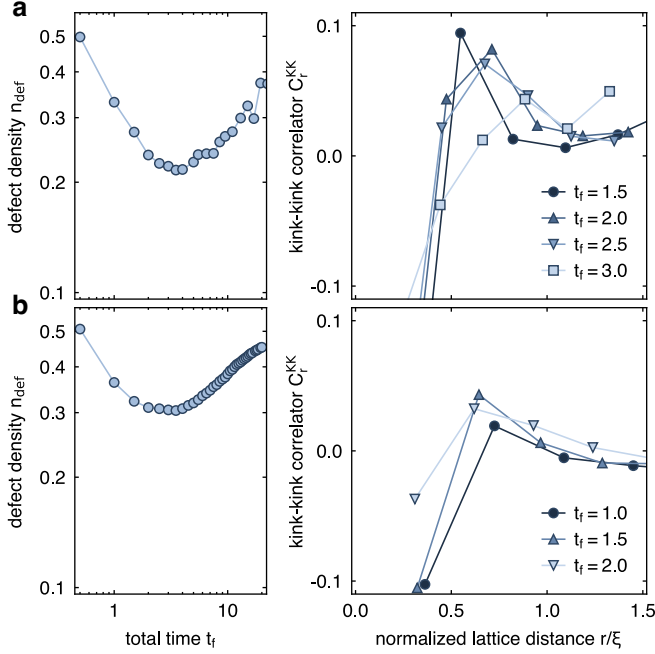 a
defect density n_def
0.5
0.4
0.3
0.2
0.1
kink-kink correlator C_r^KK
0.1
0.0
-0.1
t_f = 1.5
t_f = 2.0
t_f = 2.5
t_f = 3.0
b
defect density n_def
0.5
0.4
0.3
0.2
0.1
1
10
total time t_f
kink-kink correlator C_r^KK
0.1
0.0
-0.1
t_f = 1.0
t_f = 1.5
t_f = 2.0
0.0
0.5
1.0
1.5
normalized lattice distance r/ξ